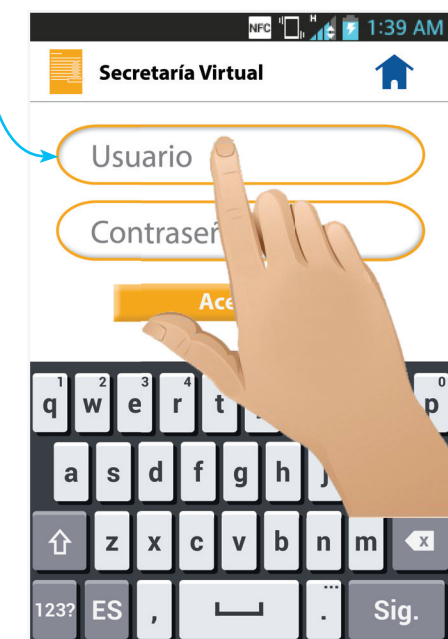 NFC H 1:39 AM
Secretaría Virtual
Usuario
Contraseñ
Ace
1 2 3 4 0
q w e r t p
a s d f g h j
z x c v b n m x
123? ES , ... . Sig.